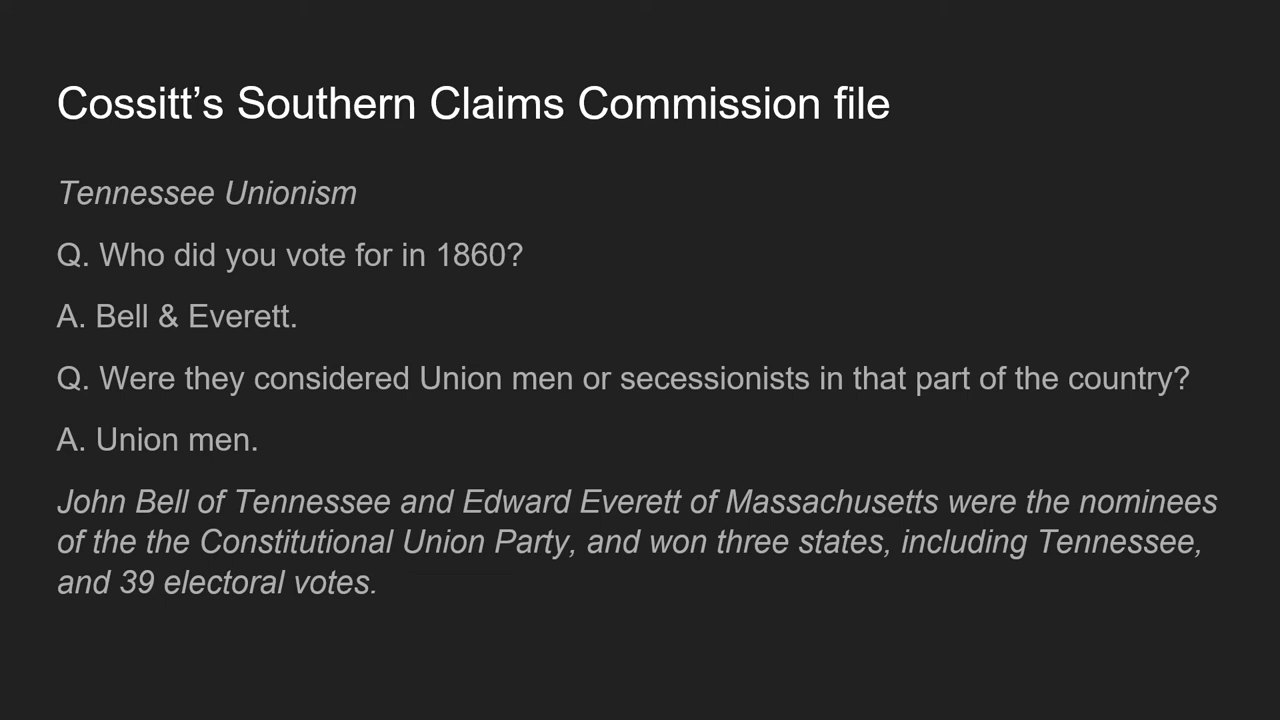 Cossitt’s Southern Claims Commission file
Tennessee Unionism
Q. Who did you vote for in 1860?
A. Bell & Everett.
Q. Were they considered Union men or secessionists in that part of the country?
A. Union men.
John Bell of Tennessee and Edward Everett of Massachusetts were the nominees
of the the Constitutional Union Party, and won three states, including Tennessee,
and 39 electoral votes.